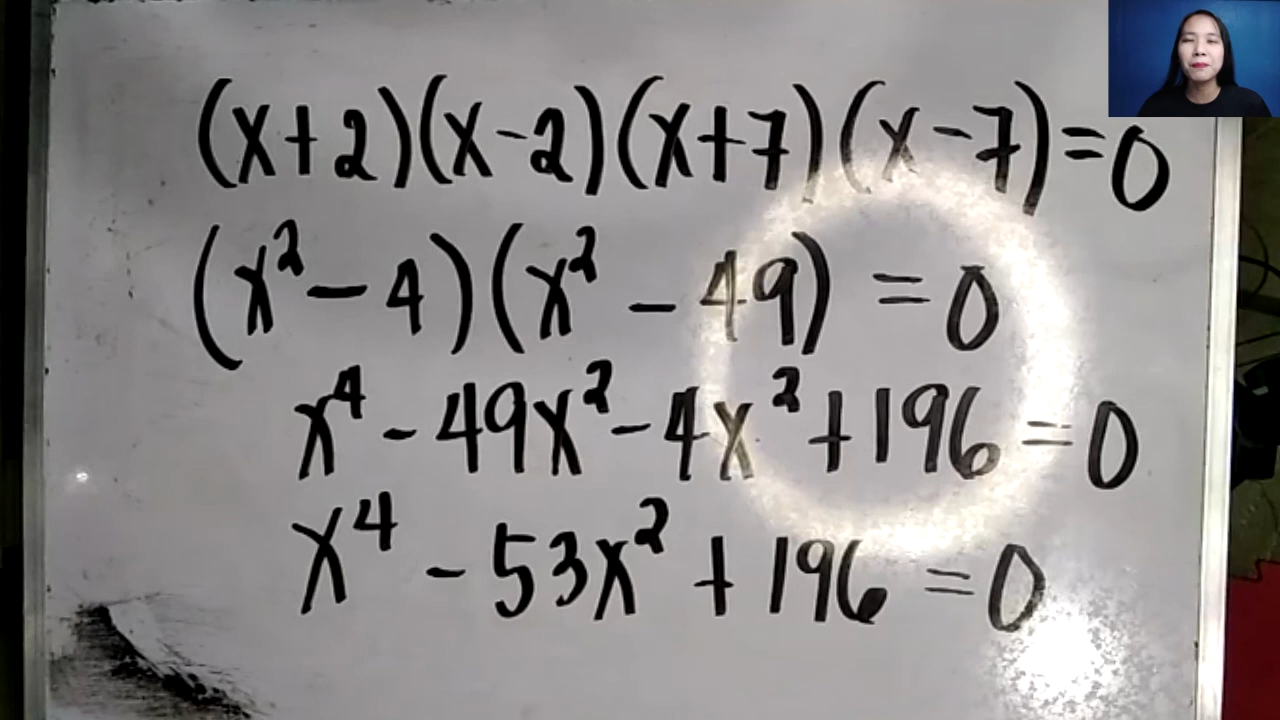 (x+2)(x-2)(x+7)(x-7)=0
(x²-4)(x²-49)=0
x⁴-49x²-4x²+196=0
x⁴-53x²+196=0